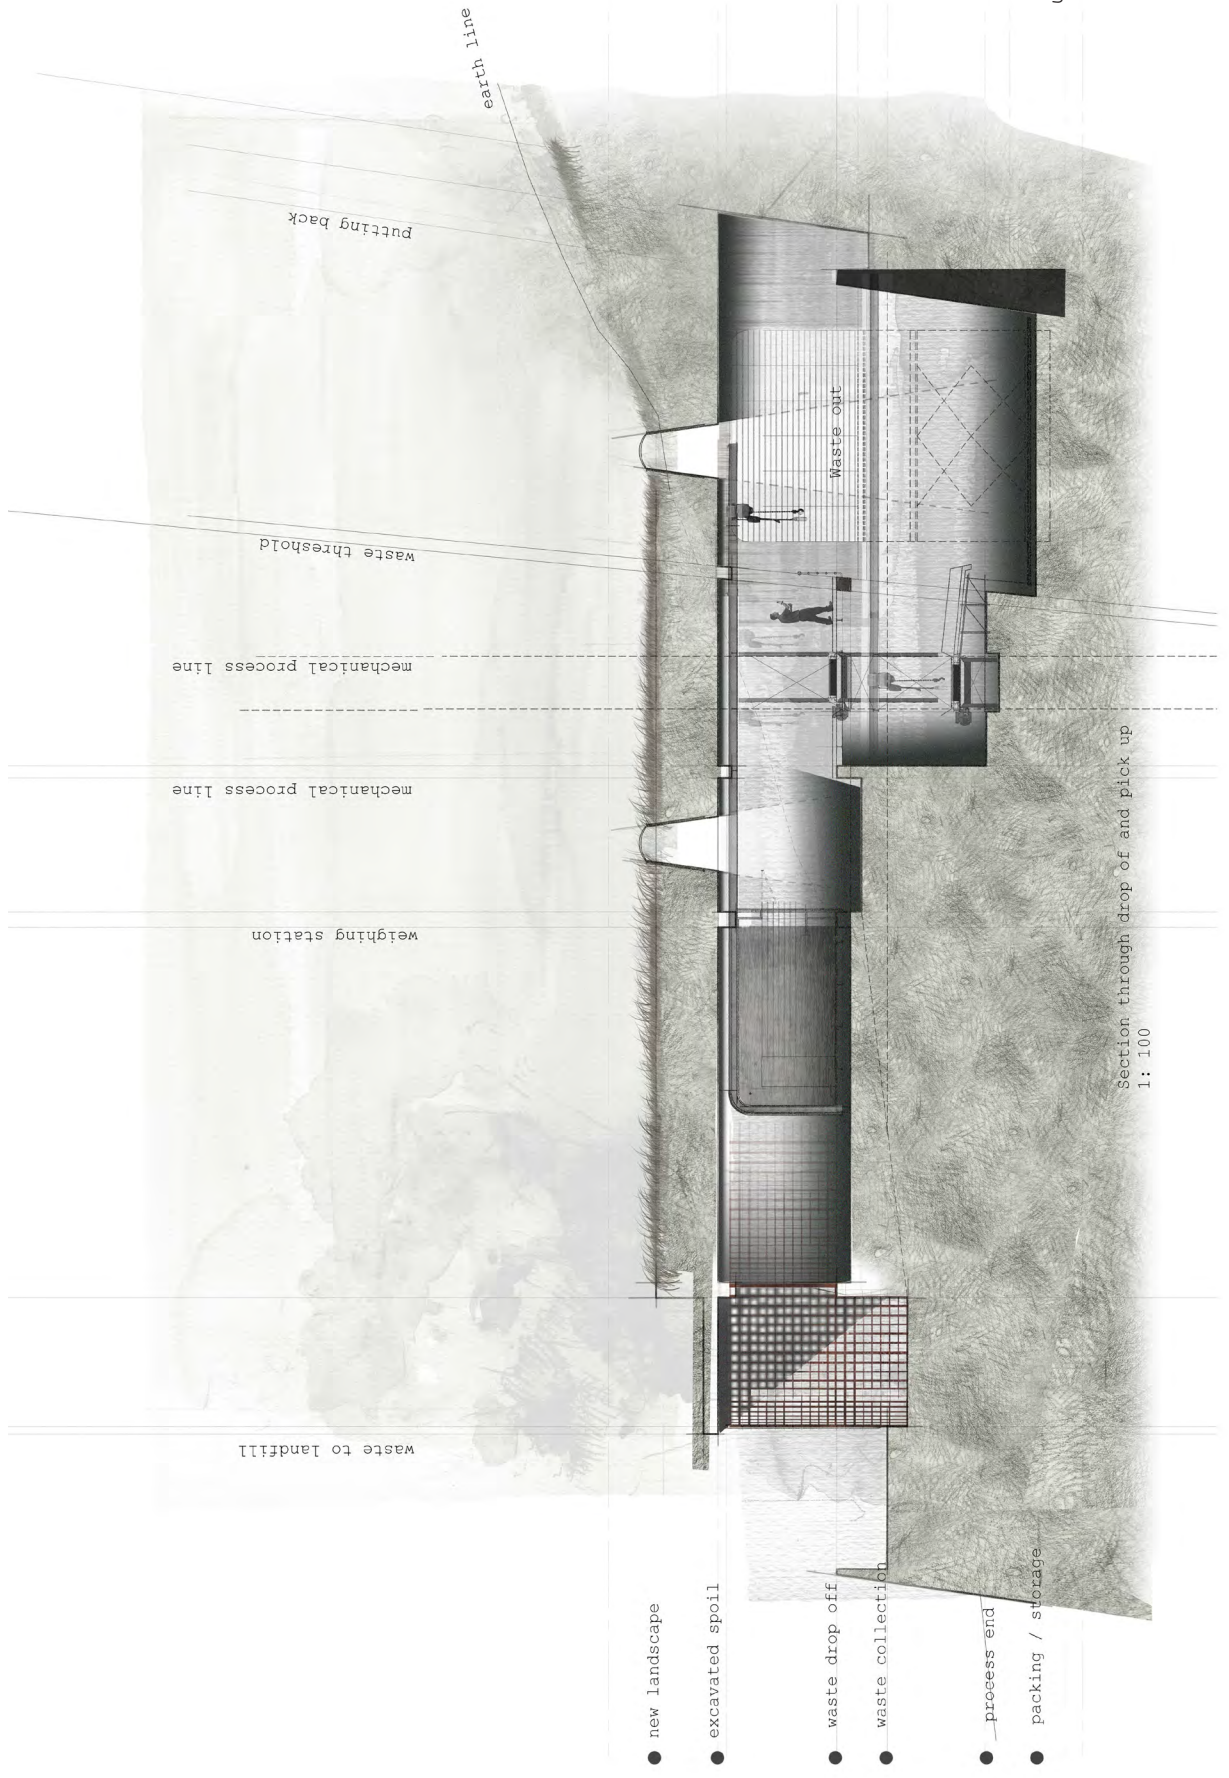 earth line
putting back
waste threshold
mechanical process line
mechanical process line
weighing station
waste to landfill
Waste out
new landscape
excavated spoil
waste drop off
waste collection
process end
packing / storage
Section through drop of and pick up
1: 100